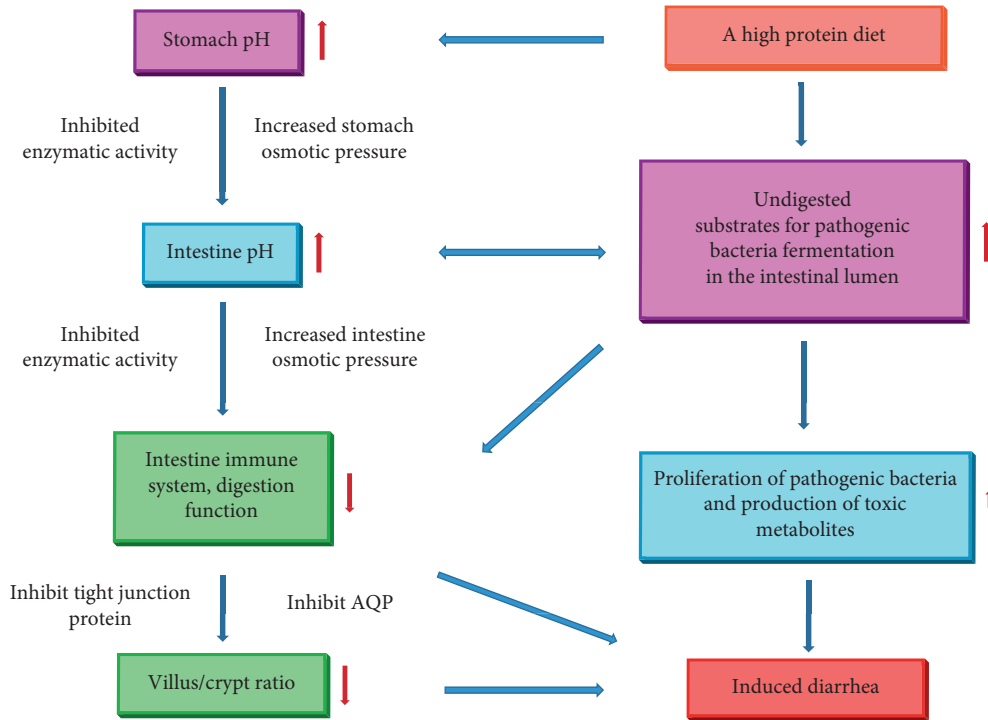 Stomach pH
A high protein diet
Inhibited
enzymatic activity
Increased stomach
osmotic pressure
Undigested
substrates for pathogenic
bacteria fermentation
in the intestinal lumen
Intestine pH
Inhibited
enzymatic activity
Increased intestine
osmotic pressure
Intestine immune
system, digestion
function
Proliferation of pathogenic bacteria
and production of toxic
metabolites
Inhibit tight junction
protein
Inhibit AQP
Villus/crypt ratio
Induced diarrhea